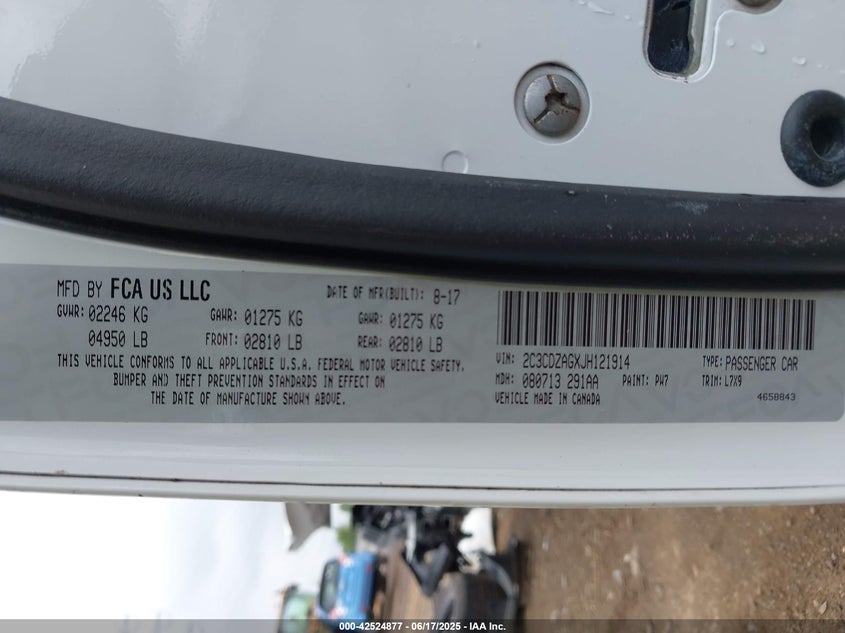 MFD BY FCA US LLC DATE OF MFR(BUILT): 8-17
GVWR: 02246 KG GAWR: 01275 KG GAWR: 01275 KG
04950 LB FRONT: 02810 LB REAR: 02810 LB
THIS VEHICLE CONFORMS TO ALL APPLICABLE U.S.A. FEDERAL MOTOR VEHICLE SAFETY,
BUMPER AND THEFT PREVENTION STANDARDS IN EFFECT ON
THE DATE OF MANUFACTURE SHOWN ABOVE.
VIN: 2C3CDZAGXJH121914 TYPE: PASSENGER CAR
MDH: 080713 291AA PAINT: PW7 TRIM: L7X9
VEHICLE MADE IN CANADA 4658843
000-42524877 - 06/17/2025 - IAA Inc.